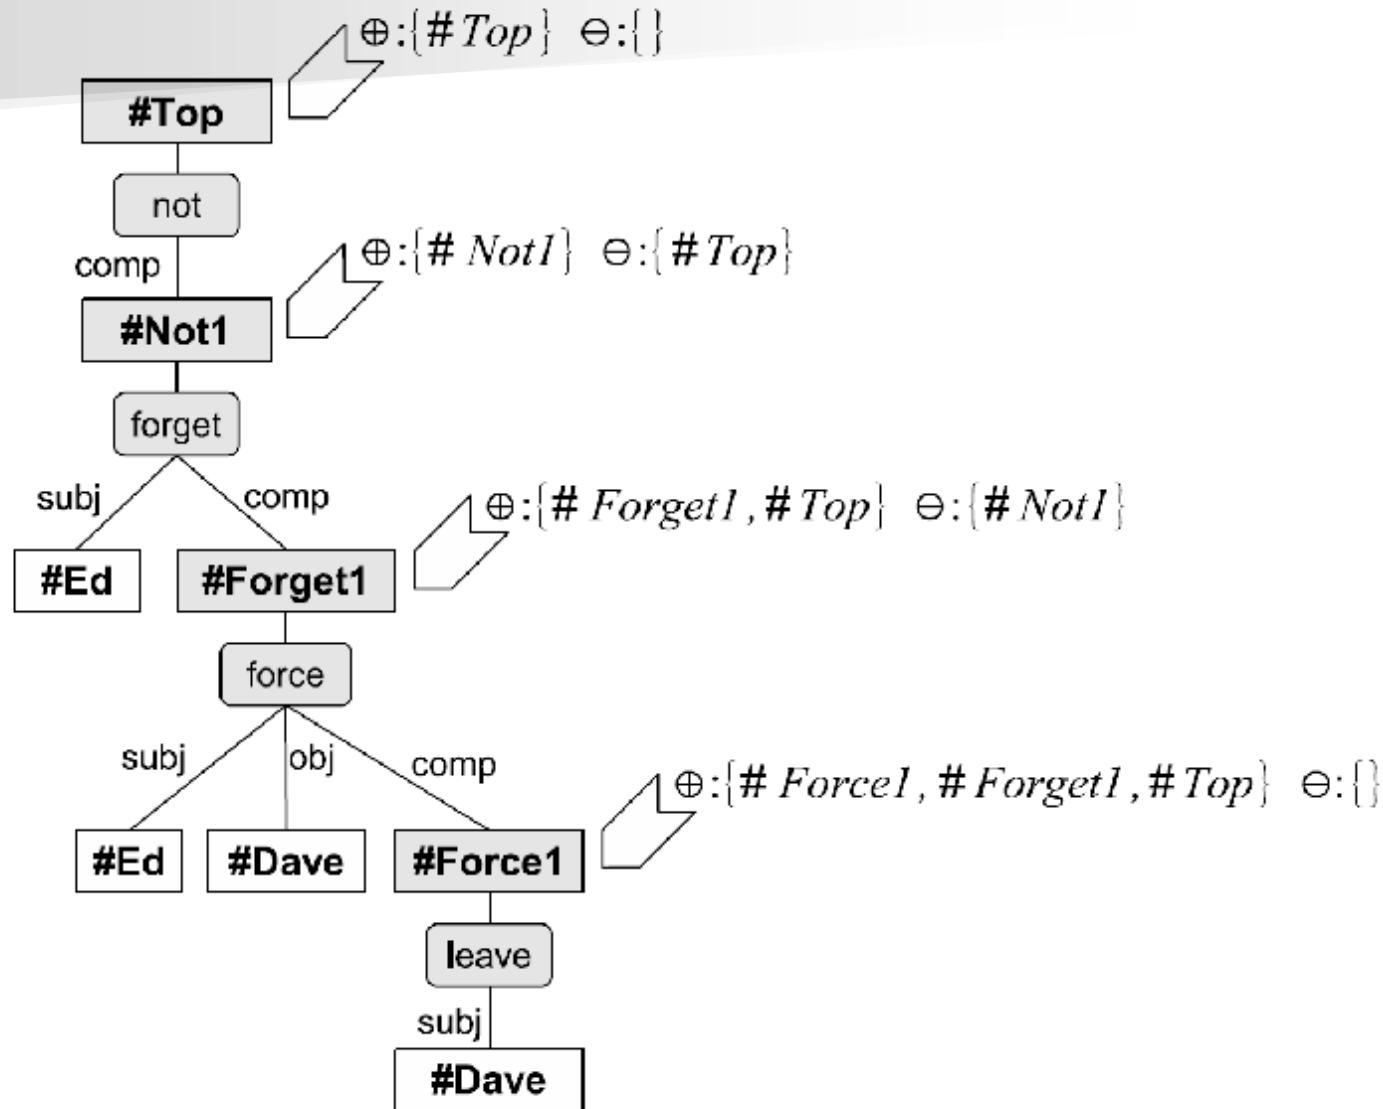 ⊕:{# Top} ⊖:{}
#Top
not
comp
⊕:{# Not1} ⊖:{# Top}
#Not1
forget
subj comp
⊕:{# Forget1, # Top} ⊖:{# Not1}
#Ed #Forget1
force
subj obj comp
⊕:{# Force1, # Forget1, # Top} ⊖:{}
#Ed #Dave #Force1
leave
subj
#Dave